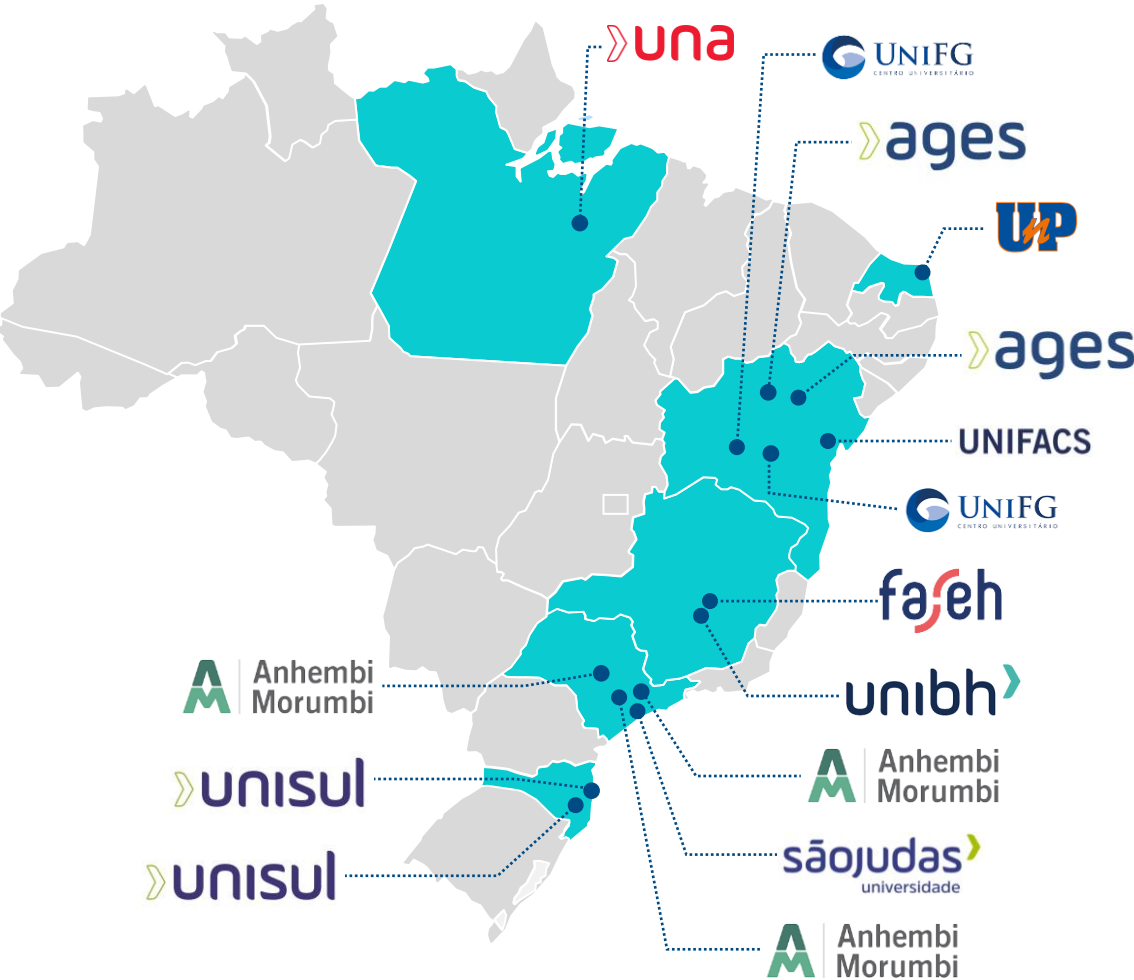 una
UNIFG
CENTRO UNIVERSITÁRIO
ages
UnP
ages
UNIFACS
UNIFG
CENTRO UNIVERSITÁRIO
faseh
Anhembi
Morumbi
unibh
Anhembi
Morumbi
unisul
sãojudas
universidade
unisul
Anhembi
Morumbi